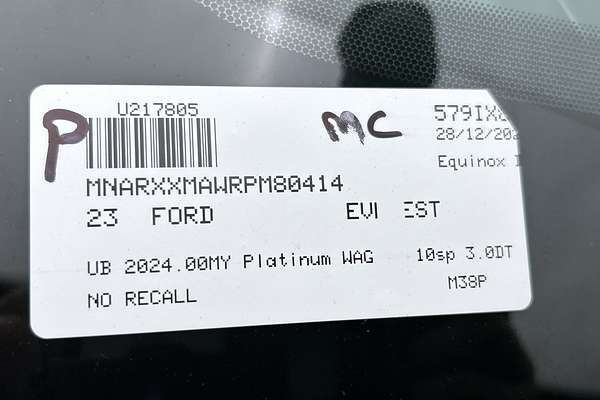 U217805
P
MC
579IX
28/12/202
Equinox
MNARXXMAWRPM80414
23 FORD EVI EST
UB 2024.00MY Platinum WAG 10sp 3.0DT
NO RECALL M38P